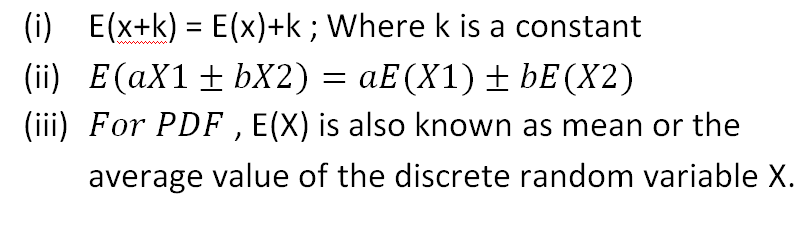 (i) E(x+k) = E(x)+k ; Where k is a constant
(ii) E(aX1 ± bX2) = aE(X1) ± bE(X2)
(iii) For PDF , E(X) is also known as mean or the
average value of the discrete random variable X.